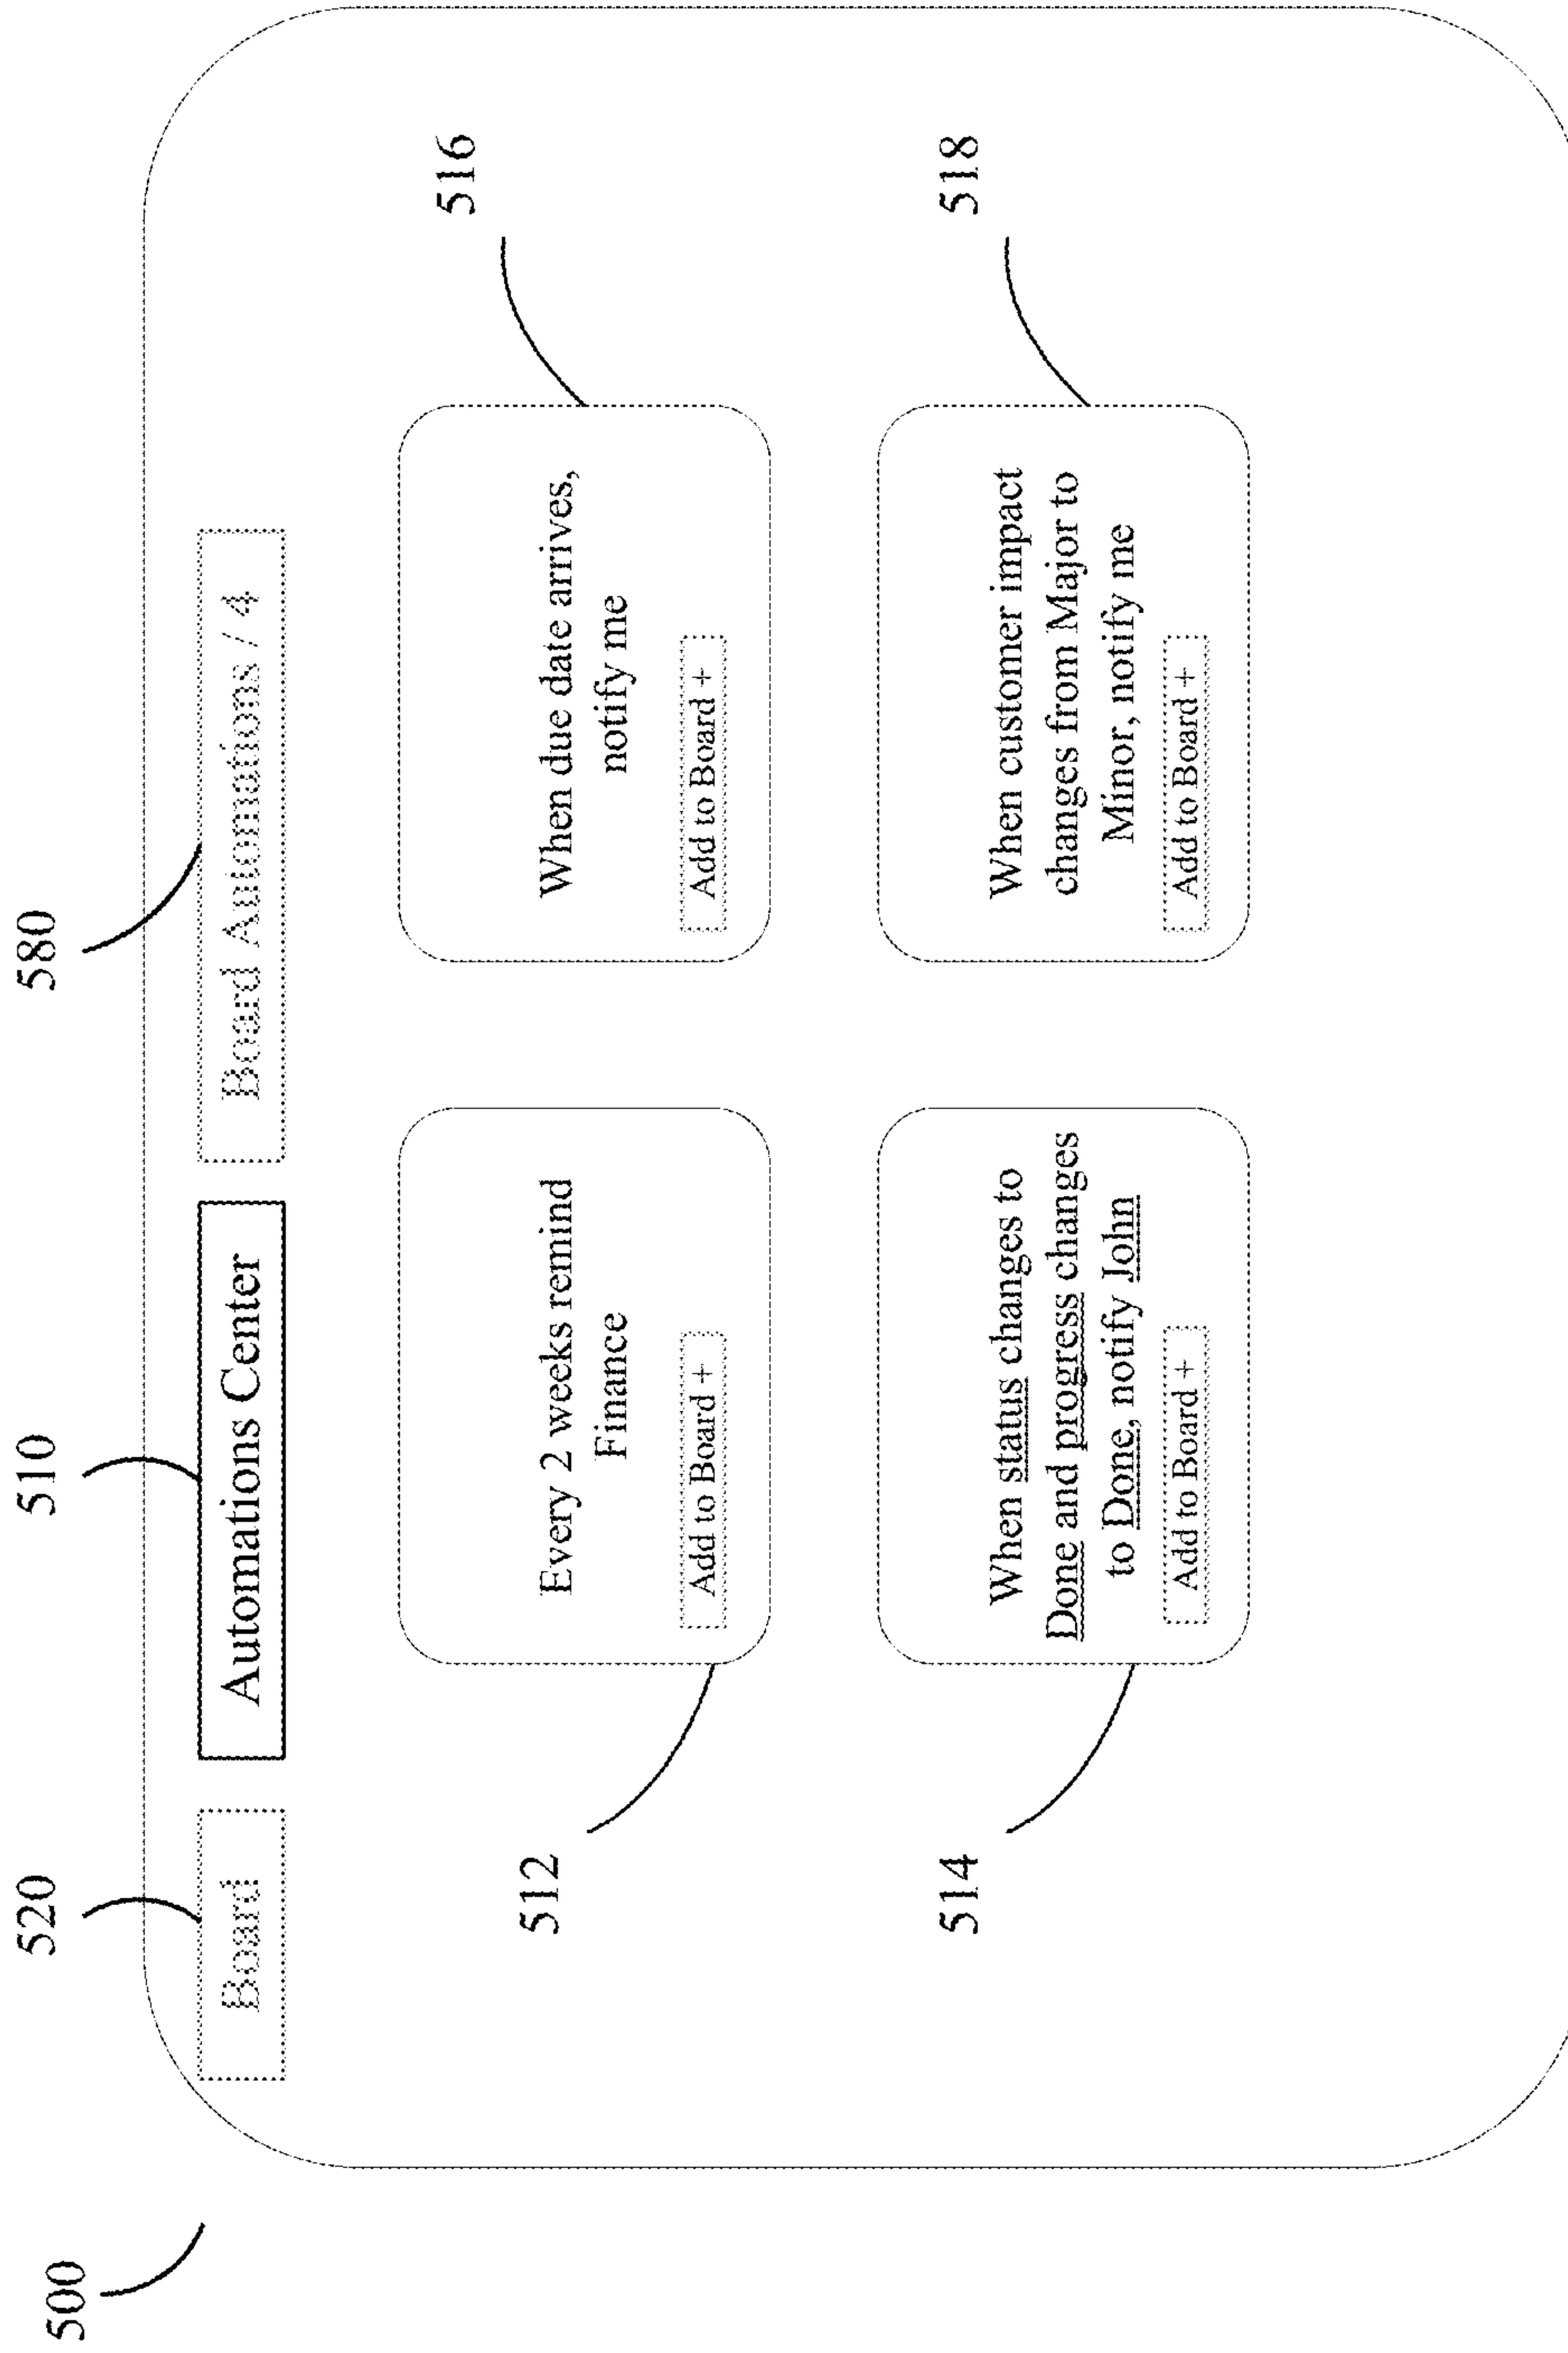 500
520
510
580
Board
Automations Center
Board Automations / 4
512
Every 2 weeks remind
Finance
Add to Board +
516
When due date arrives,
notify me
Add to Board +
514
When status changes to
Done and progress changes
to Done, notify John
Add to Board +
518
When customer impact
changes from Major to
Minor, notify me
Add to Board +